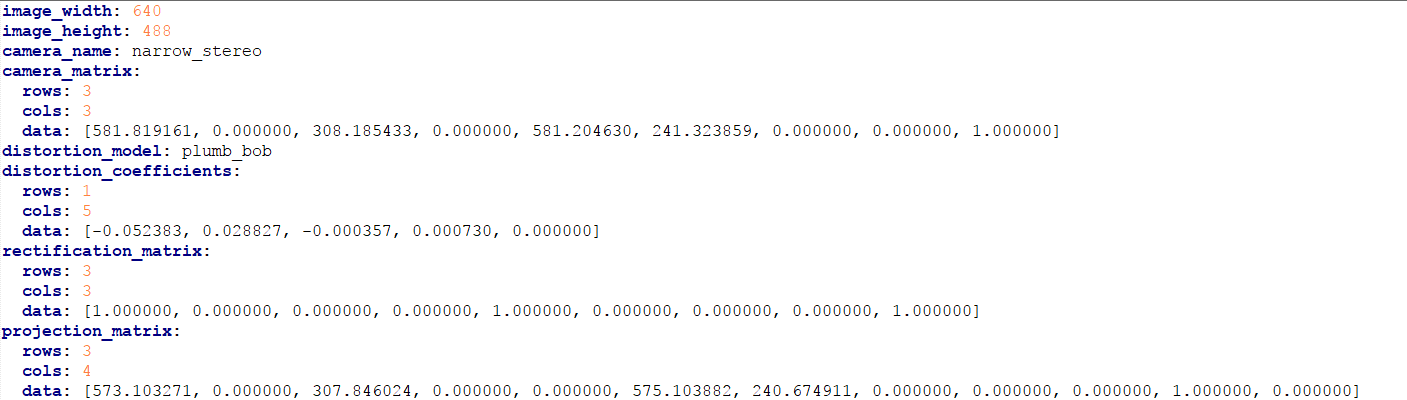 image_width: 640
image_height: 488
camera_name: narrow_stereo
camera_matrix:
  rows: 3
  cols: 3
  data: [581.819161, 0.000000, 308.185433, 0.000000, 581.204630, 241.323859, 0.000000, 0.000000, 1.000000]
distortion_model: plumb_bob
distortion_coefficients:
  rows: 1
  cols: 5
  data: [-0.052383, 0.028827, -0.000357, 0.000730, 0.000000]
rectification_matrix:
  rows: 3
  cols: 3
  data: [1.000000, 0.000000, 0.000000, 0.000000, 1.000000, 0.000000, 0.000000, 0.000000, 1.000000]
projection_matrix:
  rows: 3
  cols: 4
  data: [573.103271, 0.000000, 307.846024, 0.000000, 0.000000, 575.103882, 240.674911, 0.000000, 0.000000, 0.000000, 1.000000, 0.000000]